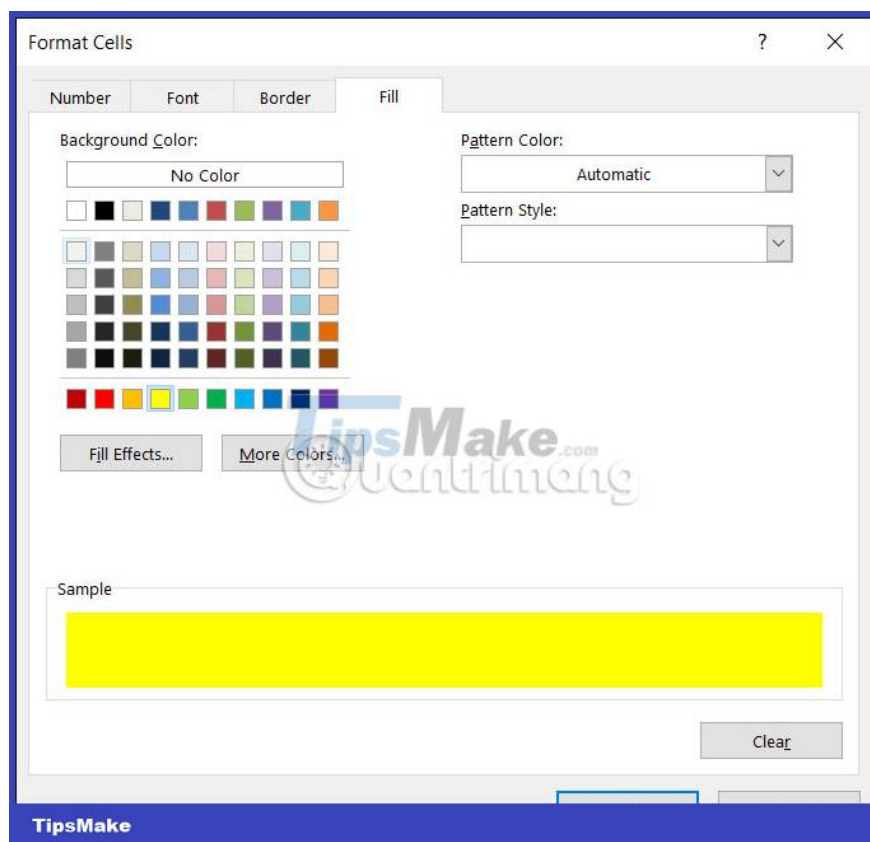 Format Cells
?
Number Font Border Fill
Background Color:
No Color
Pattern Color:
Automatic
Pattern Style:
Fill Effects...
More Colors...
TipsMake.com
Quantrimang
Sample
Clear
TipsMake